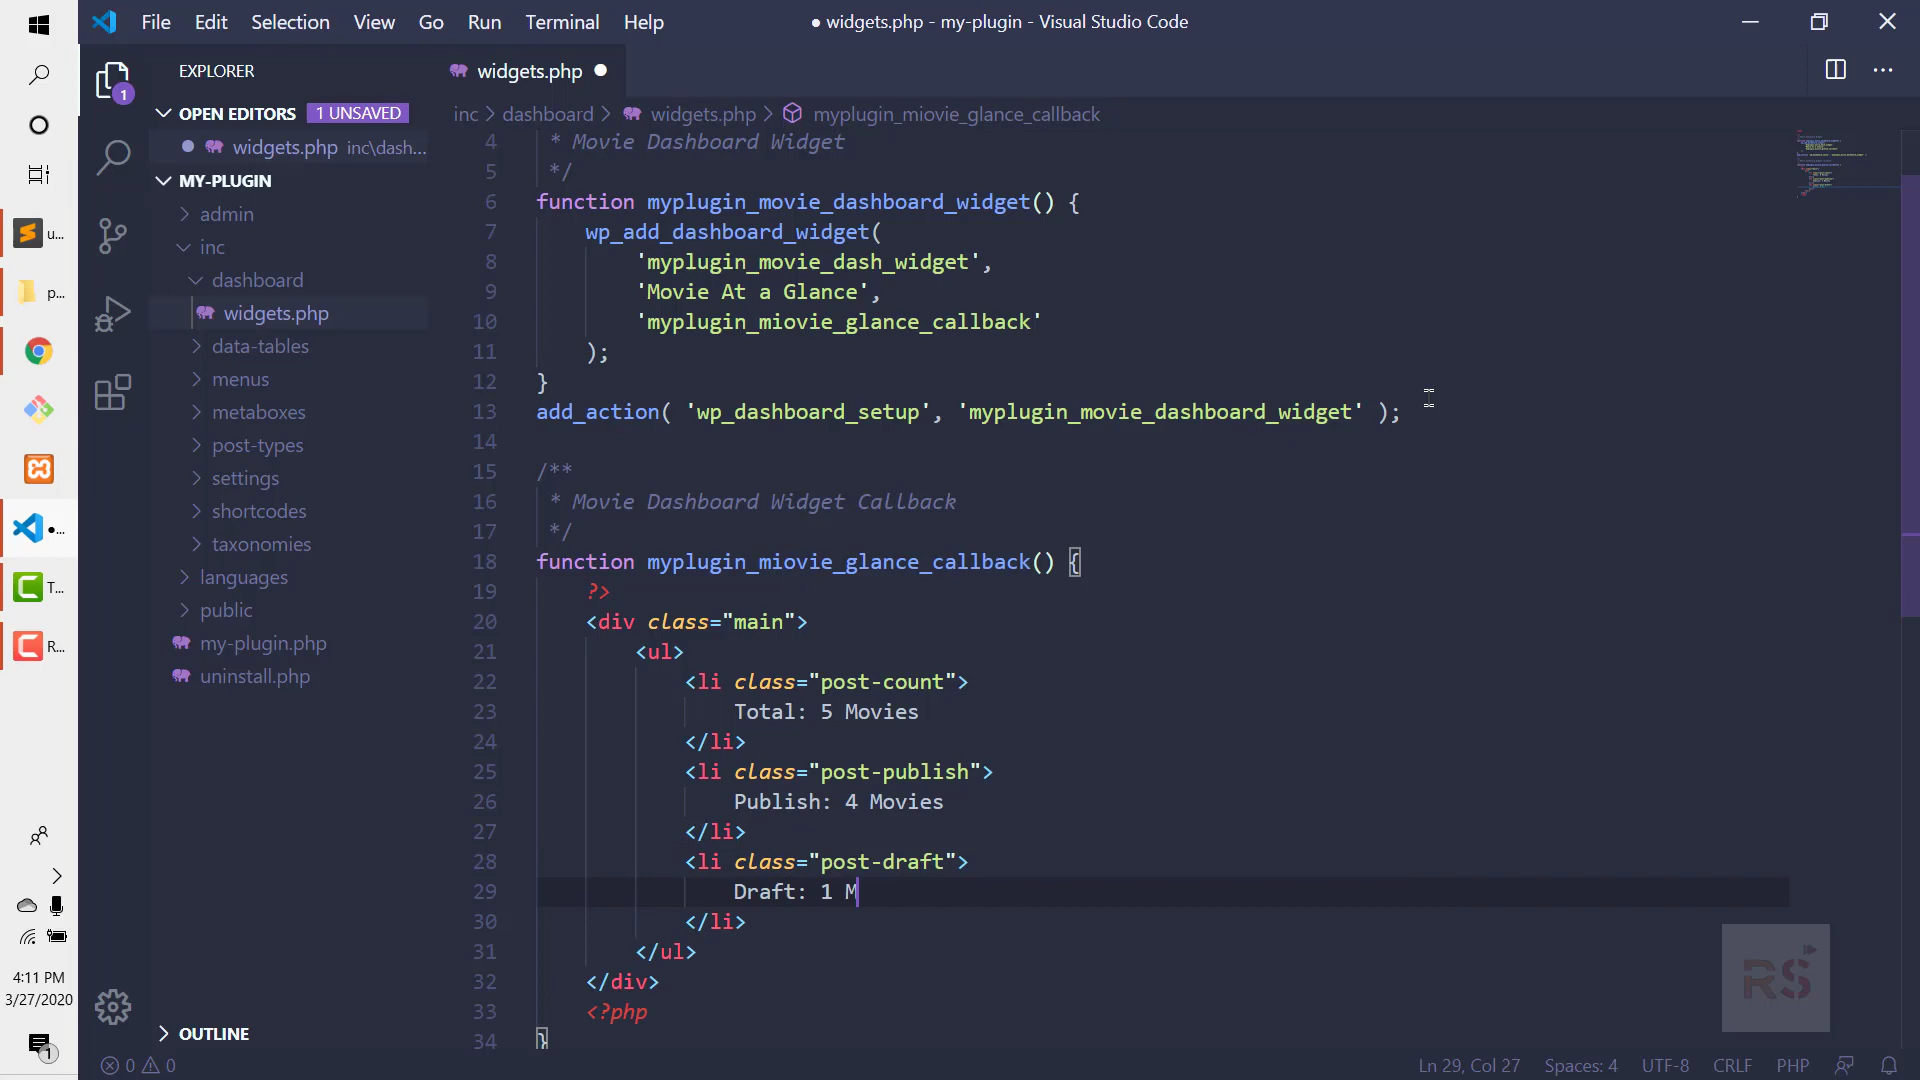 File Edit Selection View Go Run Terminal Help
● widgets.php - my-plugin - Visual Studio Code
EXPLORER
widgets.php
1
OPEN EDITORS 1 UNSAVED
widgets.php inc\dash...
MY-PLUGIN
admin
inc
dashboard
widgets.php
data-tables
menus
metaboxes
post-types
settings
shortcodes
taxonomies
languages
public
my-plugin.php
uninstall.php
OUTLINE
u...
p...
●...
T...
R...
4:11 PM
3/27/2020
1
inc > dashboard > widgets.php > myplugin_miovie_glance_callback
4 * Movie Dashboard Widget
5 */
6 function myplugin_movie_dashboard_widget() {
7 wp_add_dashboard_widget(
8 'myplugin_movie_dash_widget',
9 'Movie At a Glance',
10 'myplugin_miovie_glance_callback'
11 );
12 }
13 add_action( 'wp_dashboard_setup', 'myplugin_movie_dashboard_widget' );
14
15 /**
16 * Movie Dashboard Widget Callback
17 */
18 function myplugin_miovie_glance_callback() {
19 ?>
20 <div class="main">
21 <ul>
22 <li class="post-count">
23 Total: 5 Movies
24 </li>
25 <li class="post-publish">
26 Publish: 4 Movies
27 </li>
28 <li class="post-draft">
29 Draft: 1 M
30 </li>
31 </ul>
32 </div>
33 <?php
34 }
RS
0 0
Ln 29, Col 27 Spaces: 4 UTF-8 CRLF PHP